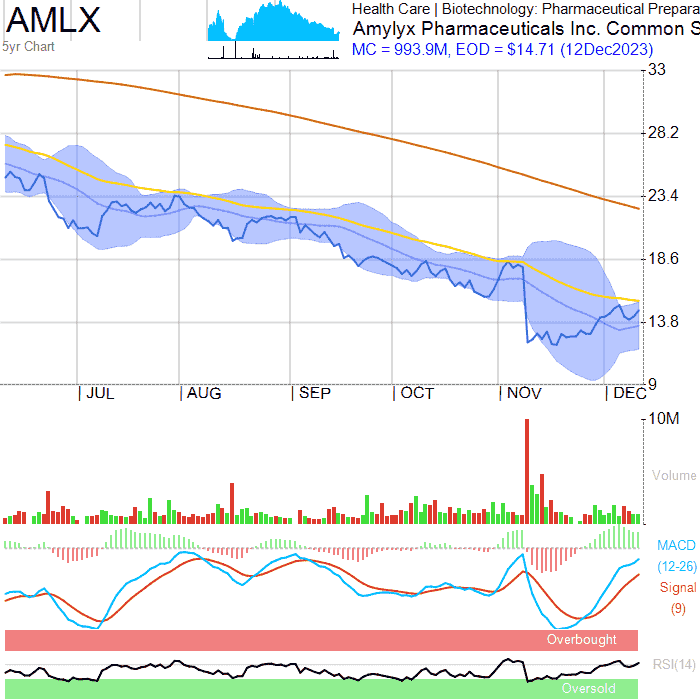 AMLX
5yr Chart
Health Care | Biotechnology: Pharmaceutical Prepara
Amylyx Pharmaceuticals Inc. Common S
MC = 993.9M, EOD = $14.71 (12Dec2023)
33
28.2
23.4
18.6
13.8
9
JUL AUG SEP OCT NOV DEC
10M
Volume
MACD
(12-26)
Signal
(9)
Overbought
RSI(14)
Oversold